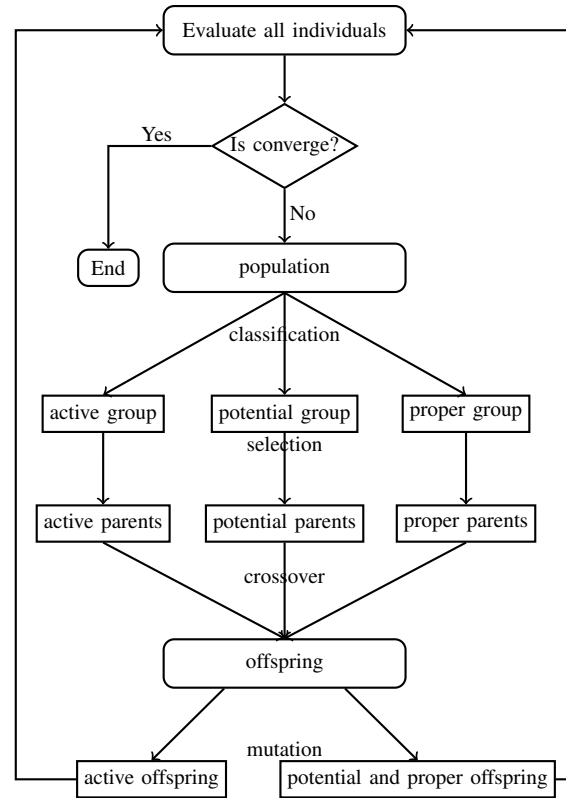 Evaluate all individuals
Yes
Is converge?
No
End
population
classification
active group
potential group
proper group
selection
active parents
potential parents
proper parents
crossover
offspring
mutation
active offspring
potential and proper offspring